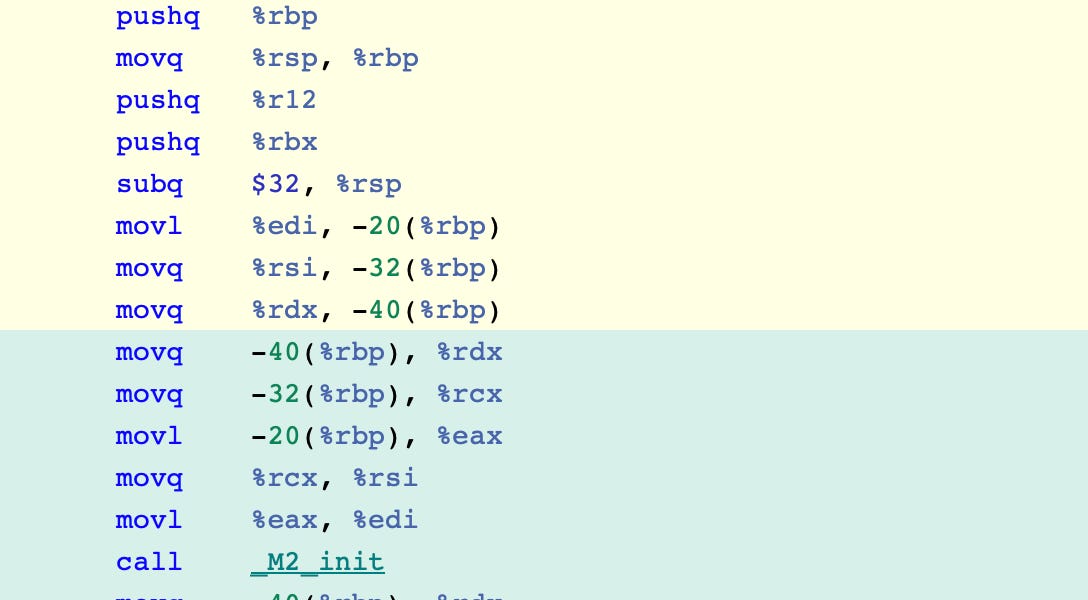 pushq %rbp
movq %rsp, %rbp
pushq %r12
pushq %rbx
subq $32, %rsp
movl %edi, -20(%rbp)
movq %rsi, -32(%rbp)
movq %rdx, -40(%rbp)
movq -40(%rbp), %rdx
movq -32(%rbp), %rcx
movl -20(%rbp), %eax
movq %rcx, %rsi
movl %eax, %edi
call _M2_init